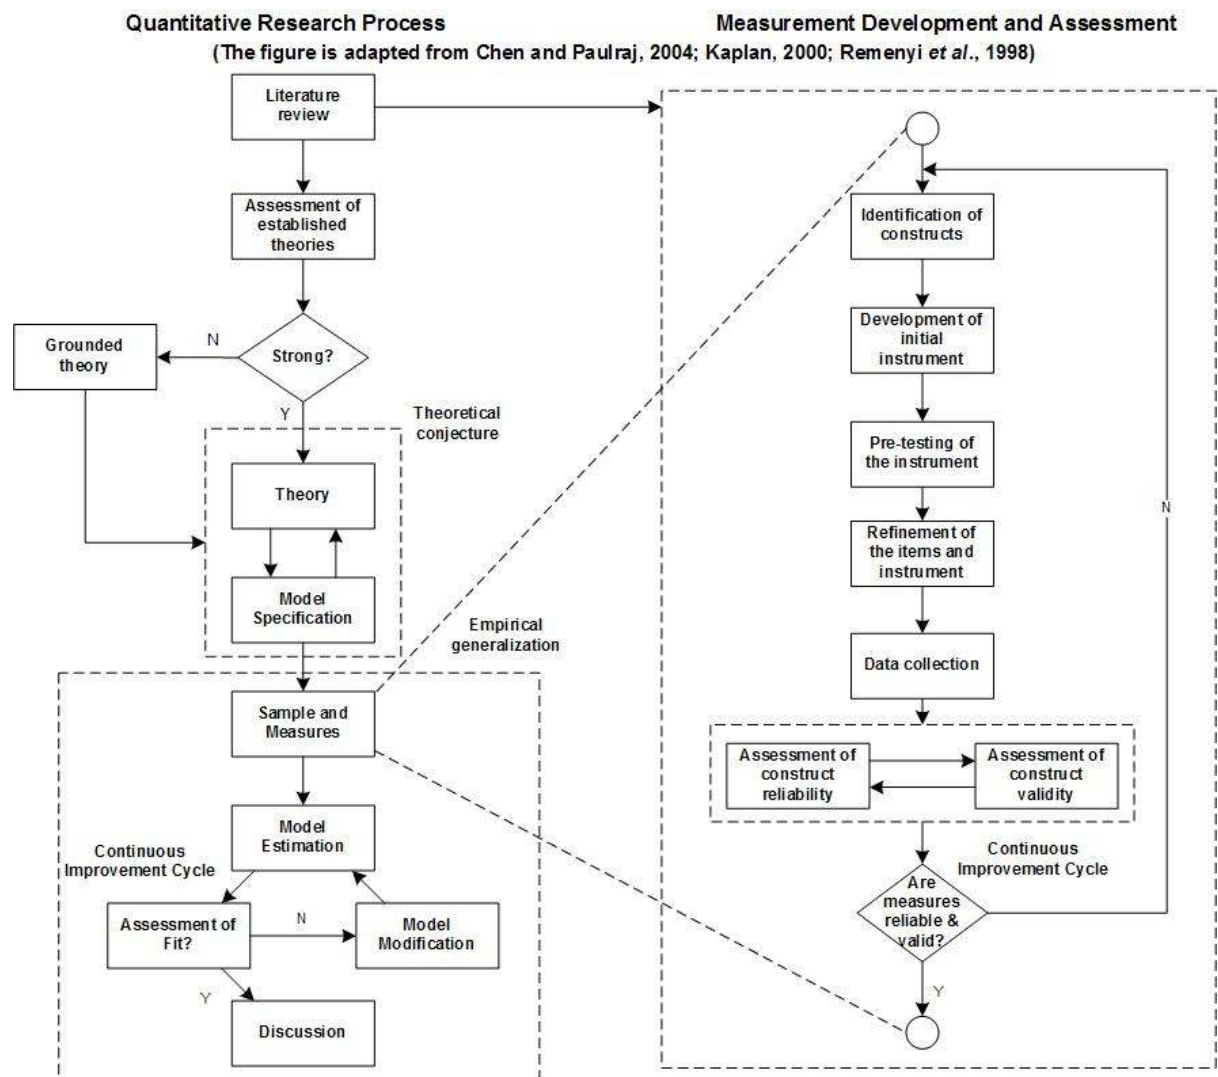 Quantitative Research Process
Measurement Development and Assessment
(The figure is adapted from Chen and Paulraj, 2004; Kaplan, 2000; Remenyi et al., 1998)
Literature
review
Assessment of
established
theories
Strong?
N
Grounded
theory
Y
Theoretical
conjecture
Theory
Model
Specification
Empirical
generalization
Sample and
Measures
Model
Estimation
Continuous
Improvement Cycle
Assessment of
Fit?
N
Model
Modification
Y
Discussion
Identification of
constructs
Development of
initial
instrument
Pre-testing of
the instrument
N
Refinement of
the items and
instrument
Data collection
Assessment of
construct
reliability
Assessment of
construct
validity
Continuous
Improvement Cycle
Are
measures
reliable &
valid?
Y